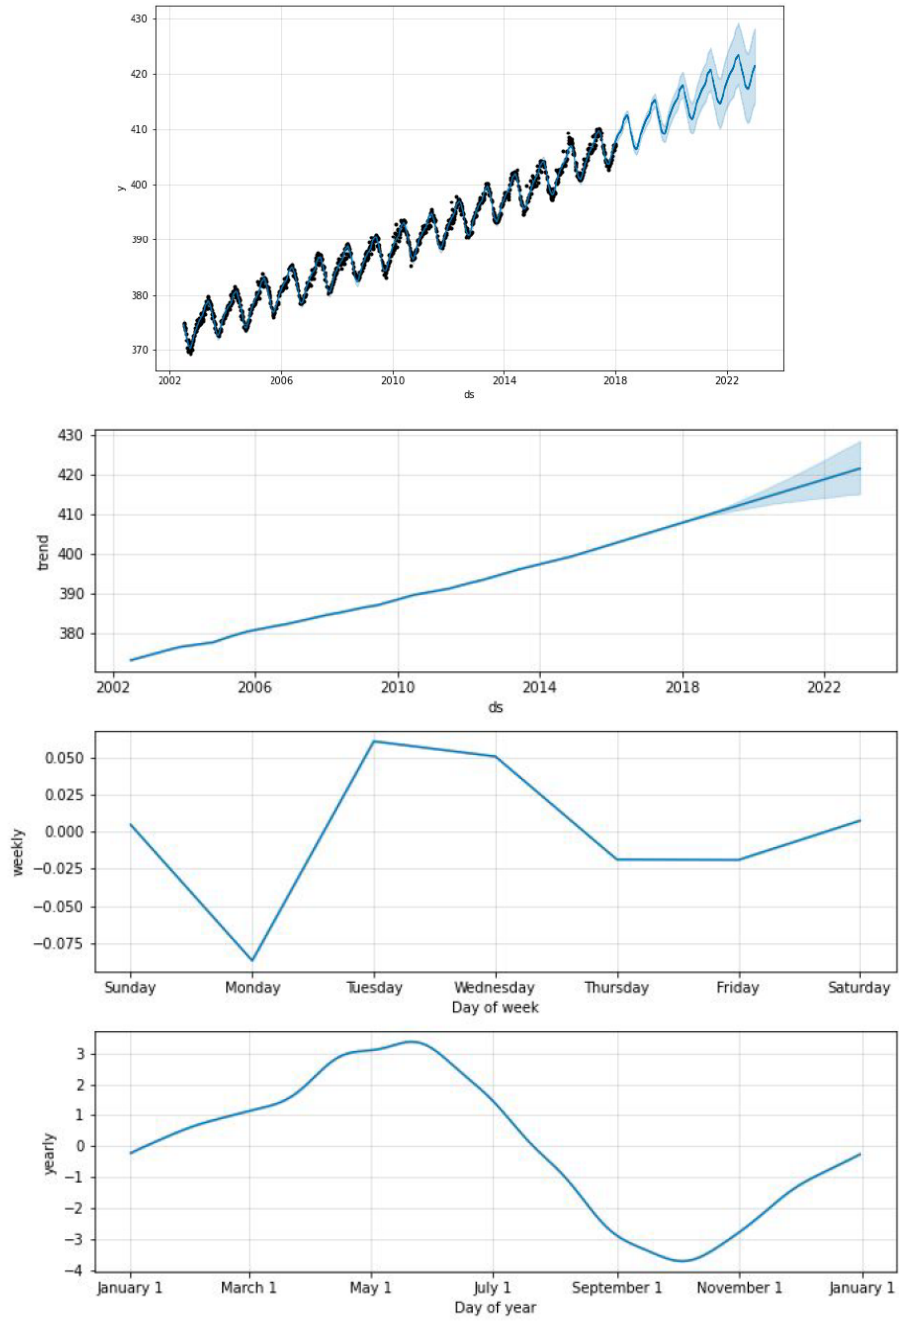 430
420
410
400
390
380
370
y
2002 2006 2010 2014 2018 2022
ds
430
420
410
400
390
380
trend
2002 2006 2010 2014 2018 2022
ds
0.050
0.025
0.000
−0.025
−0.050
−0.075
weekly
Sunday Monday Tuesday Wednesday Thursday Friday Saturday
Day of week
3
2
1
0
−1
−2
−3
−4
yearly
January 1 March 1 May 1 July 1 September 1 November 1 January 1
Day of year